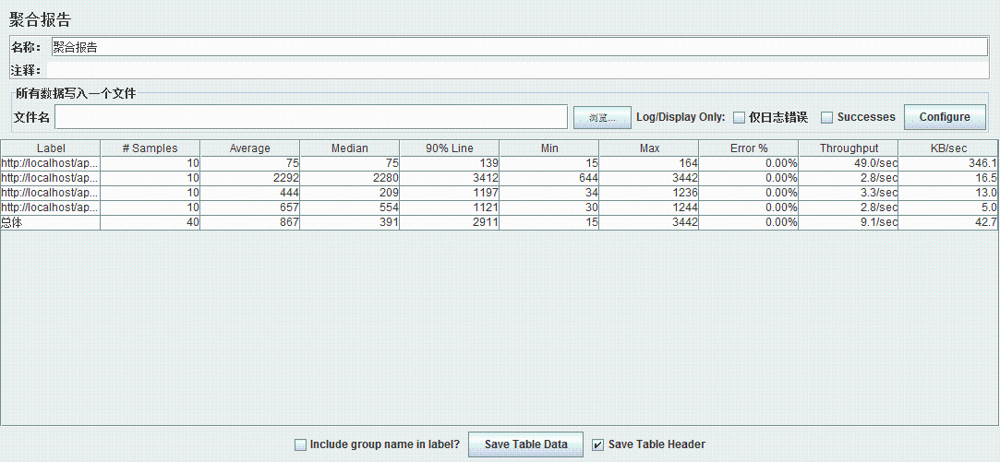 聚合报告
名称： 聚合报告
注释：
所有数据写入一个文件
文件名 浏览... Log/Display Only: 仅日志错误 Successes Configure
Label # Samples Average Median 90% Line Min Max Error % Throughput KB/sec
http://localhost/ap... 10 75 75 139 15 164 0.00% 49.0/sec 346.1
http://localhost/ap... 10 2292 2280 3412 644 3442 0.00% 2.8/sec 16.5
http://localhost/ap... 10 444 209 1197 34 1236 0.00% 3.3/sec 13.0
http://localhost/ap... 10 657 554 1121 30 1244 0.00% 2.8/sec 5.0
总体 40 867 391 2911 15 3442 0.00% 9.1/sec 42.7
Include group name in label? Save Table Data Save Table Header